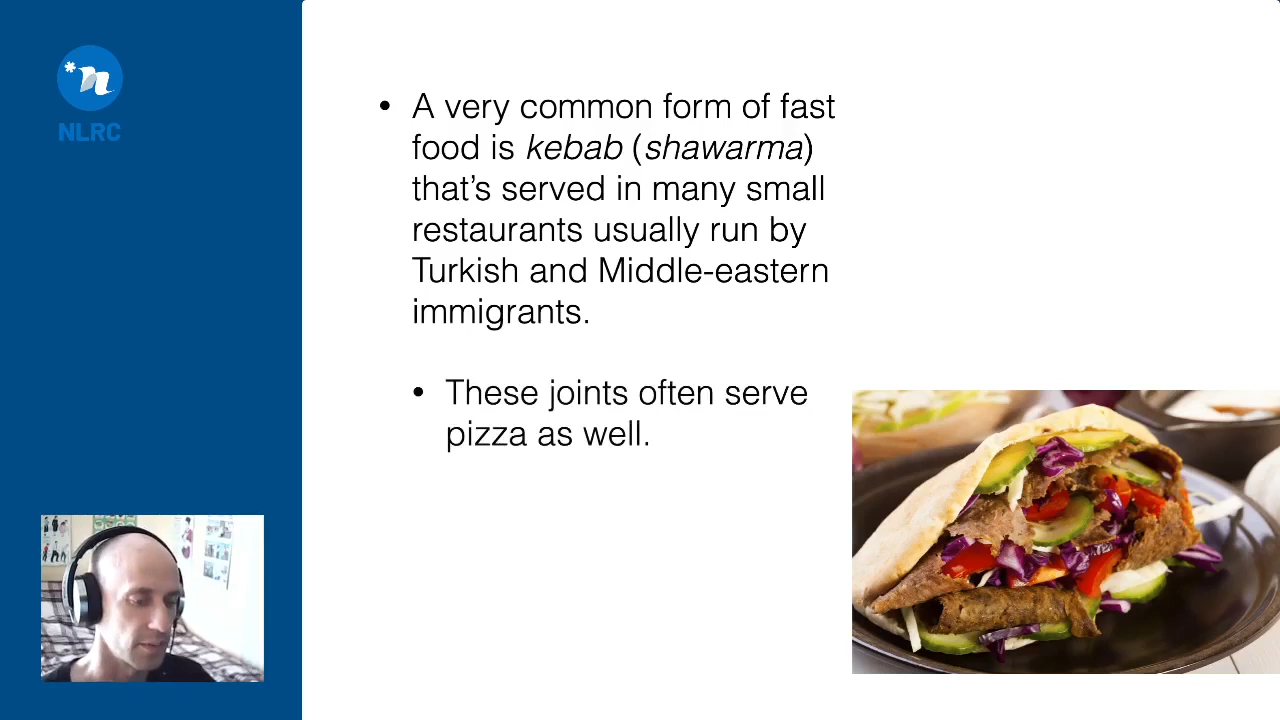 NLRC
• A very common form of fast
food is kebab (shawarma)
that’s served in many small
restaurants usually run by
Turkish and Middle-eastern
immigrants.
• These joints often serve
pizza as well.